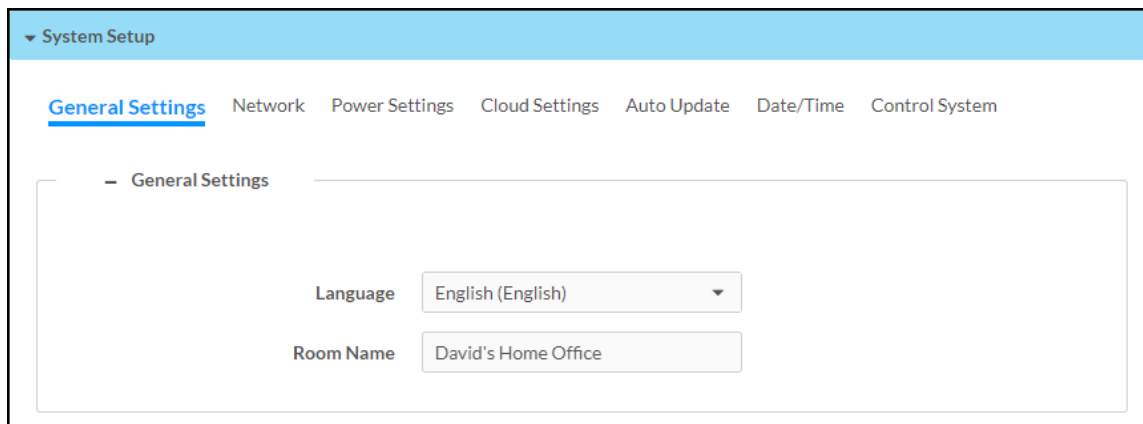 System Setup
General Settings Network Power Settings Cloud Settings Auto Update Date/Time Control System
– General Settings
Language English (English)
Room Name David's Home Office